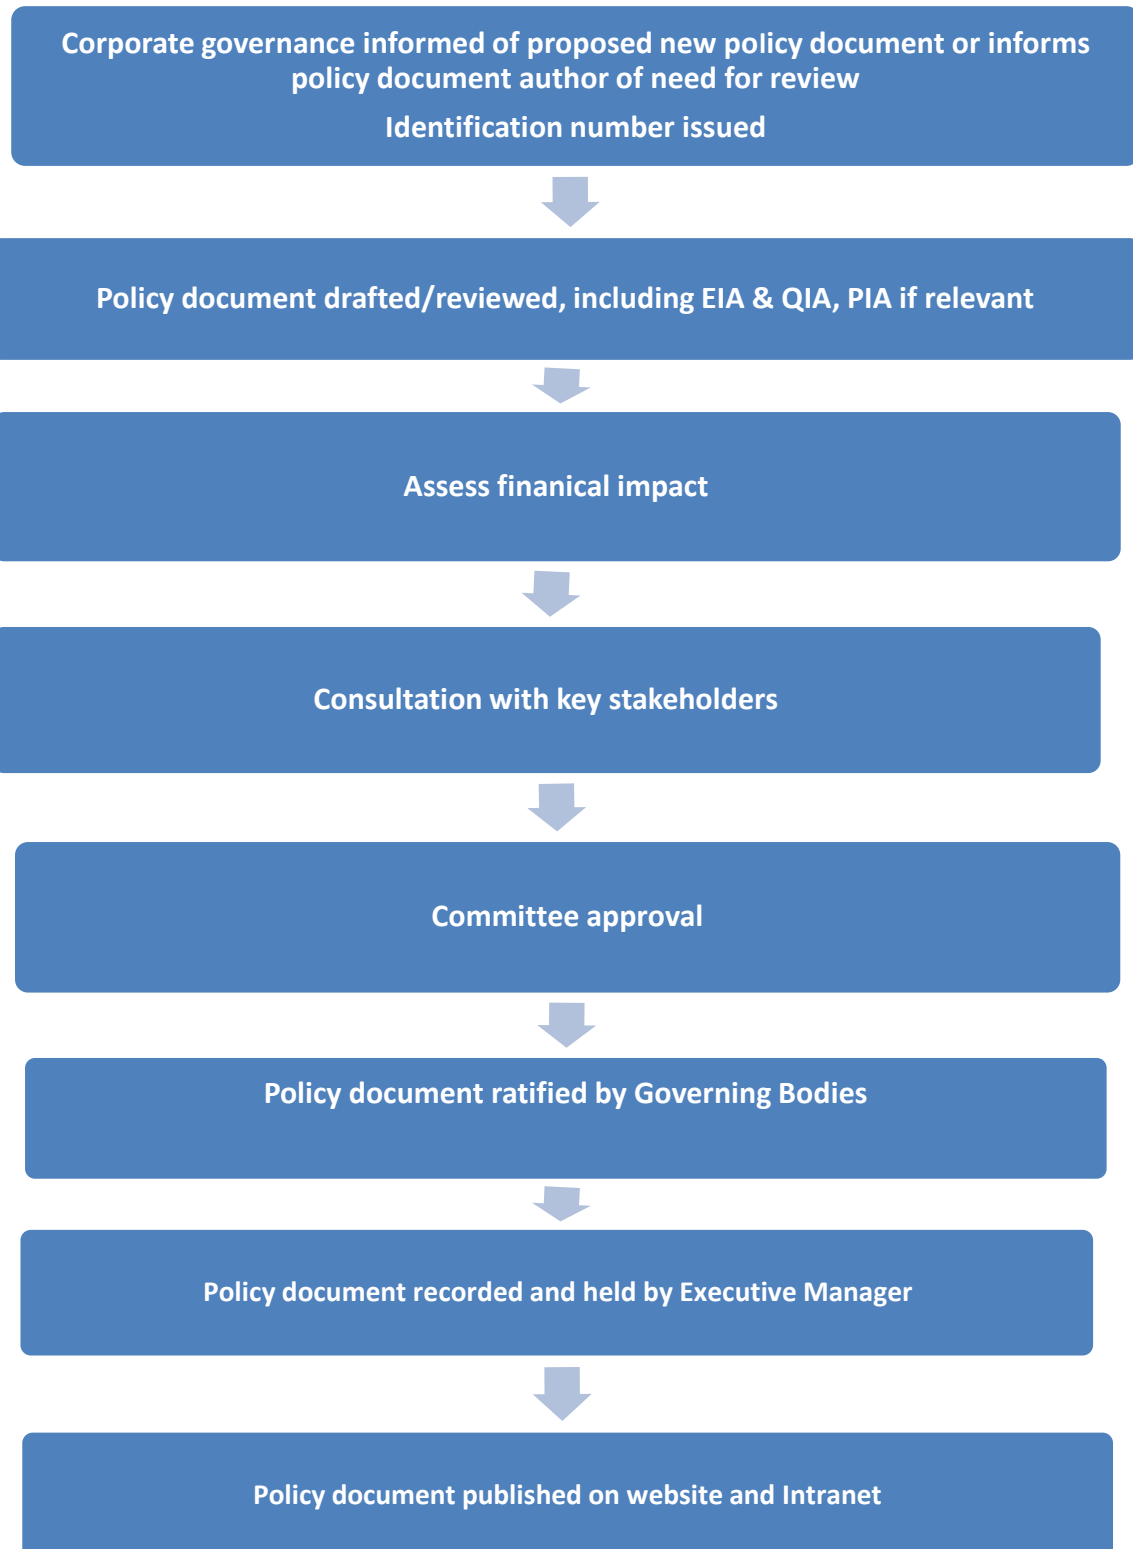 Corporate governance informed of proposed new policy document or informs
policy document author of need for review
Identification number issued
Policy document drafted/reviewed, including EIA & QIA, PIA if relevant
Assess finanical impact
Consultation with key stakeholders
Committee approval
Policy document ratified by Governing Bodies
Policy document recorded and held by Executive Manager
Policy document published on website and Intranet